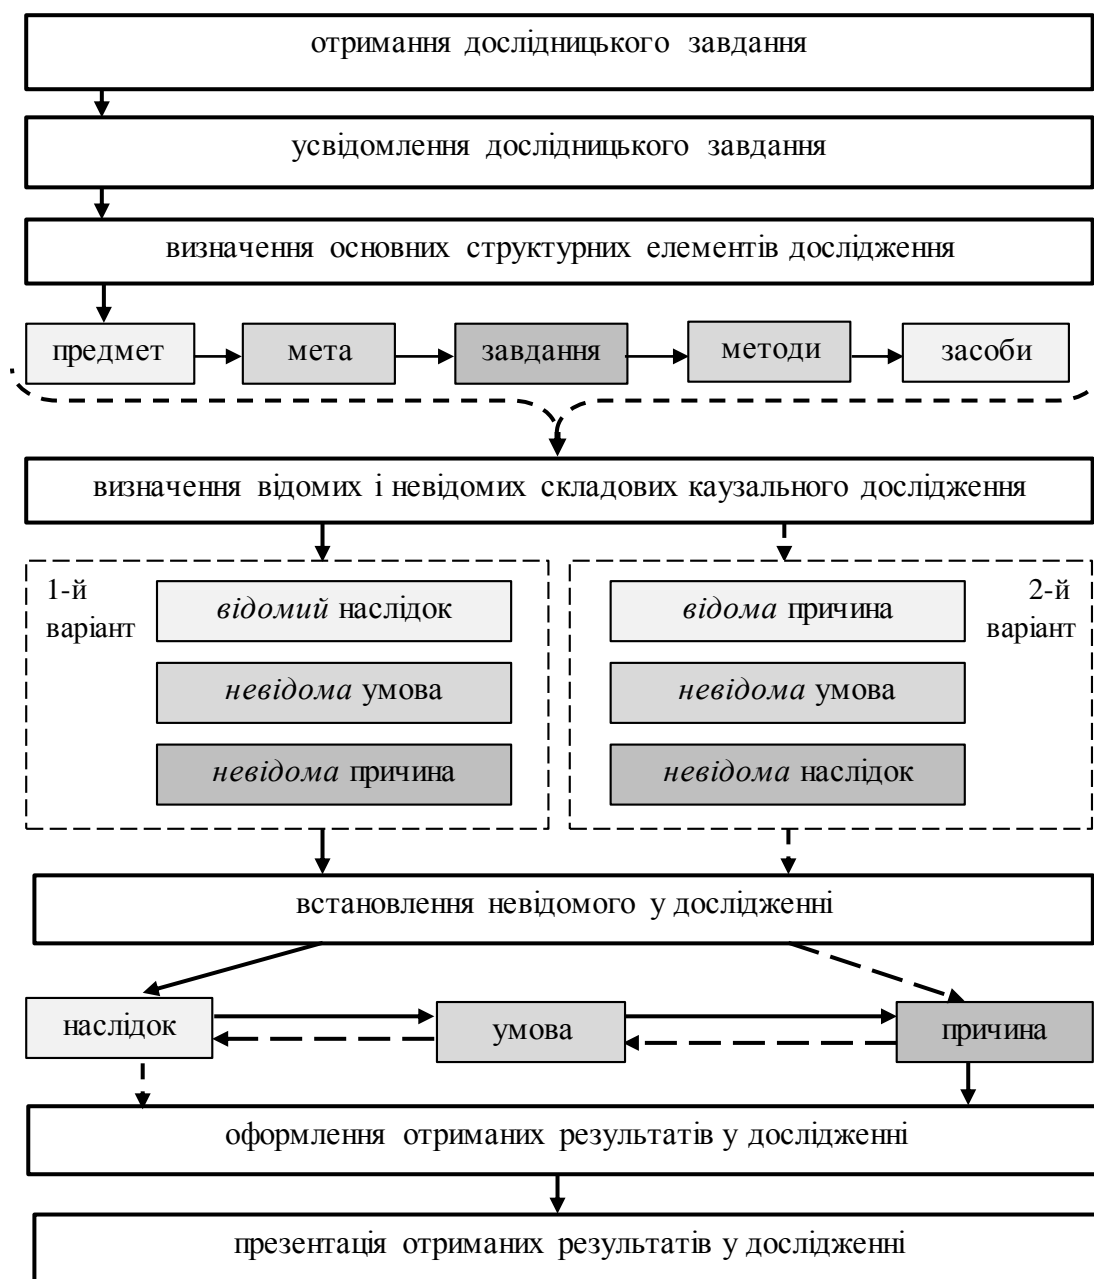 отримання дослідницького завдання
усвідомлення дослідницького завдання
визначення основних структурних елементів дослідження
предмет
мета
завдання
методи
засоби
визначення відомих і невідомих складових каузального дослідження
1-й
варіант
відомий наслідок
невідома умова
невідома причина
2-й
варіант
відома причина
невідома умова
невідома наслідок
встановлення невідомого у дослідженні
наслідок
умова
причина
оформлення отриманих результатів у дослідженні
презентація отриманих результатів у дослідженні